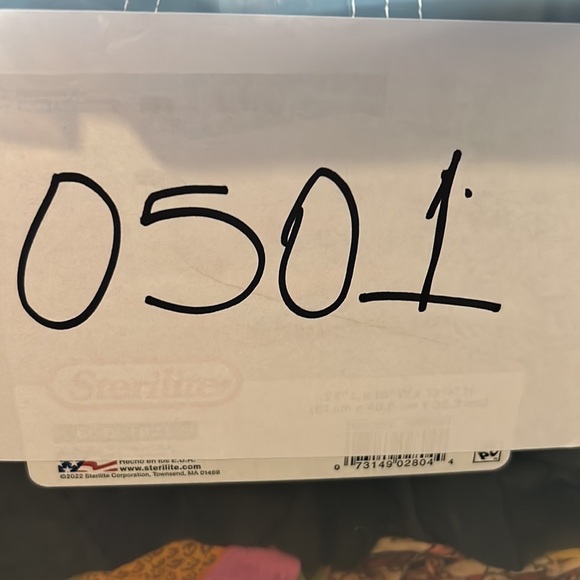 0501
Sterilite
Hecho en los E.U.A.
www.sterilite.com
©2022 Sterilite Corporation, Townsend, MA 01469
0 73149 02804 4